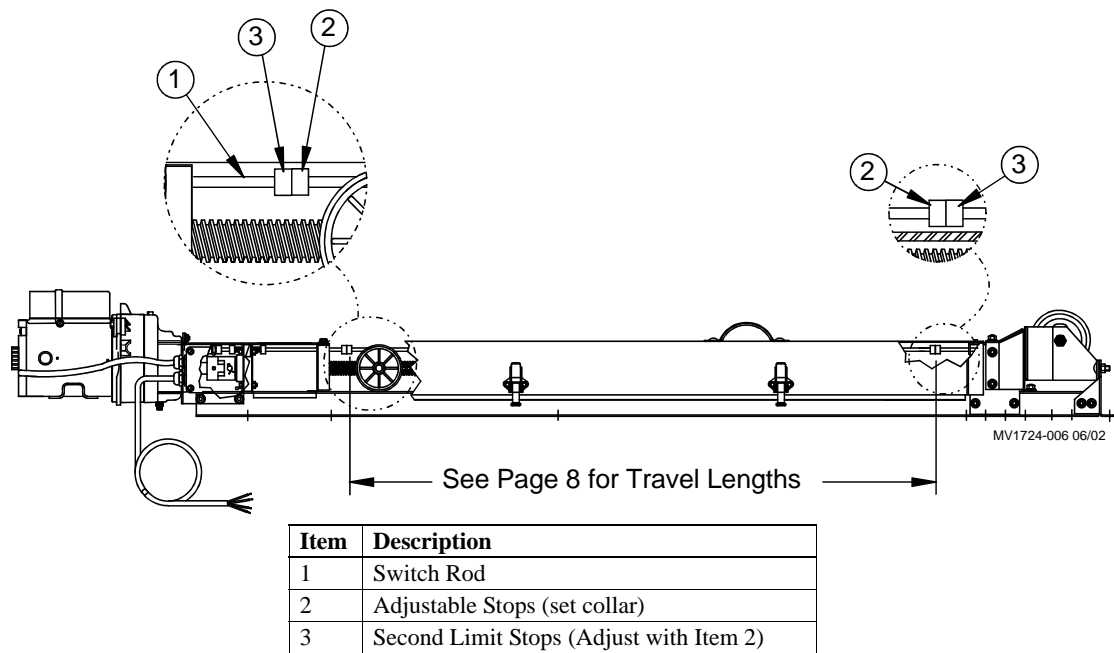 3
2
1
3
2
MV1724-006 06/02
See Page 8 for Travel Lengths
Item Description
1 Switch Rod
2 Adjustable Stops (set collar)
3 Second Limit Stops (Adjust with Item 2)